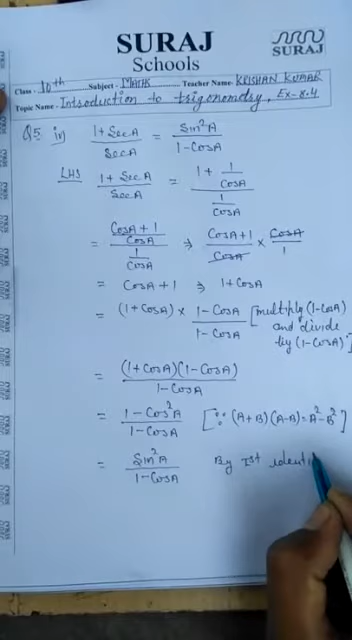 SURAJ
Schools
SURAJ
Class - 10th Subject - Maths Teacher Name- KRISHAN KUMAR
Topic Name - Introduction to trigonometry, Ex-8.4
Q5 iv) (1+SecA)/SecA = Sin²A/(1-CosA)
LHS (1+SecA)/SecA = (1 + 1/CosA)/(1/CosA)
= ((CosA+1)/CosA)/(1/CosA) ⇒ (CosA+1)/CosA × CosA/1
= CosA+1 ⇒ 1+CosA
= (1+CosA) × (1-CosA)/(1-CosA) [multiply (1-CosA) and divide by (1-CosA)]
= (1+CosA)(1-CosA)/(1-CosA)
= (1-Cos²A)/(1-CosA) [∵ (A+B)(A-B)=A²-B²]
= Sin²A/(1-CosA) By Ist identi